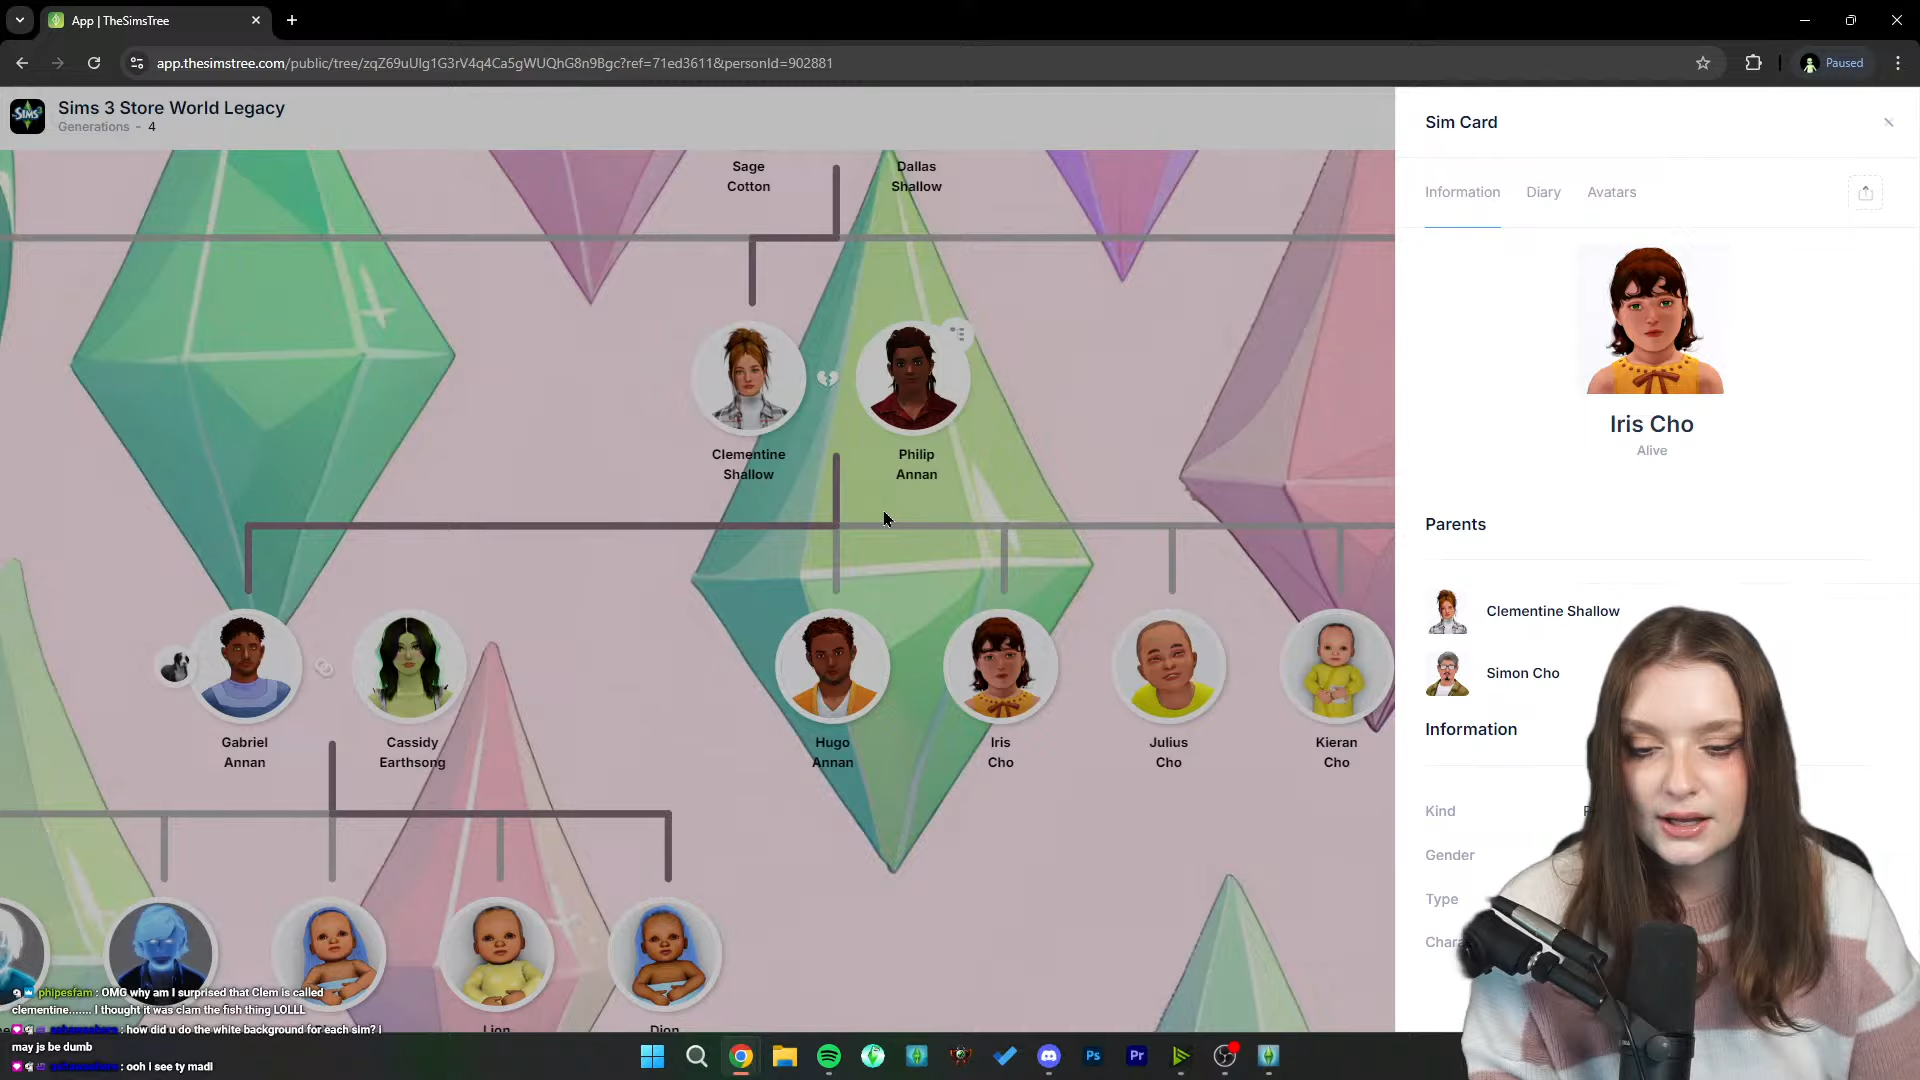 App | TheSimsTree
app.thesimstree.com/public/tree/zqZ69uUIg1G3rV4q4Ca5gWUQhG8n9Bgc?ref=71ed3611&personId=902881
Paused
Sims 3 Store World Legacy
Generations - 4
Sage
Cotton
Dallas
Shallow
Clementine
Shallow
Philip
Annan
Gabriel
Annan
Cassidy
Earthsong
Hugo
Annan
Iris
Cho
Julius
Cho
Kieran
Cho
Lion
Dion
Sim Card
Information
Diary
Avatars
Iris Cho
Alive
Parents
Clementine Shallow
Simon Cho
Information
Kind
Gender
Type
phipesfam : OMG why am I surprised that Clem is called
clementine....... I thought it was clam the fish thing LOLLL
: how did u do the white background for each sim? i
may js be dumb
: ooh I see ty madl
Ps
Pr